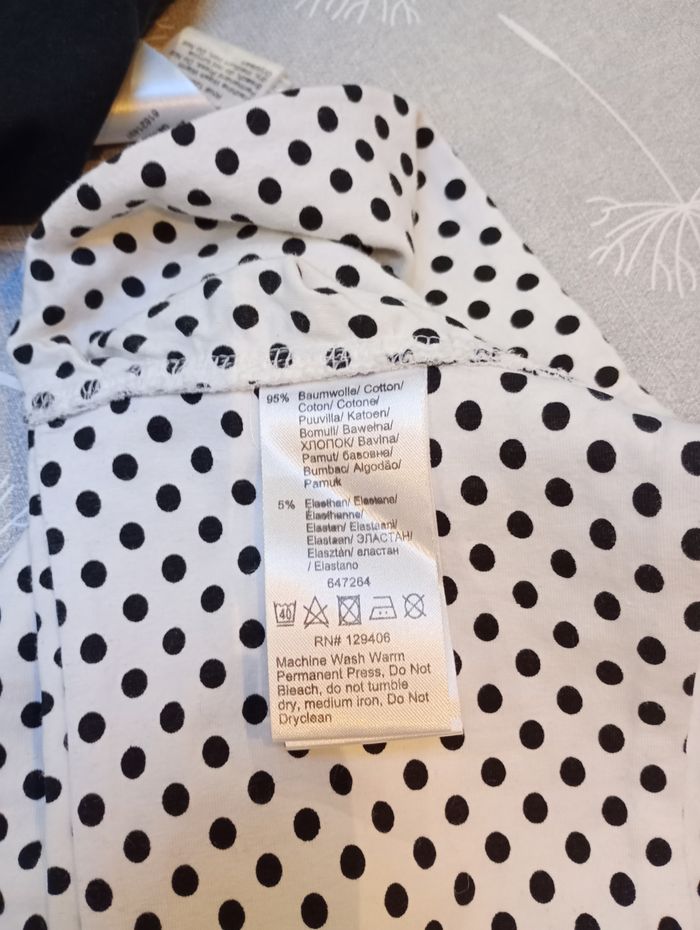 95% Baumwolle/ Cotton/
Coton/ Cotone/
Puuvilla/ Katoen/
Bomull/ Bawełna/
ХЛОПОК/ Bavlna/
Pamut/ бавовна/
Bumbac/ Algodão/
Pamuk
5% Elasthan/ Elastane/
Élasthanne/
Elastan/ Elastaani/
Elastaan/ ЭЛАСТАН/
Elasztán/ еластан
/ Elastano
647264
40
RN# 129406
Machine Wash Warm
Permanent Press, Do Not
Bleach, do not tumble
dry, medium iron, Do Not
Dryclean